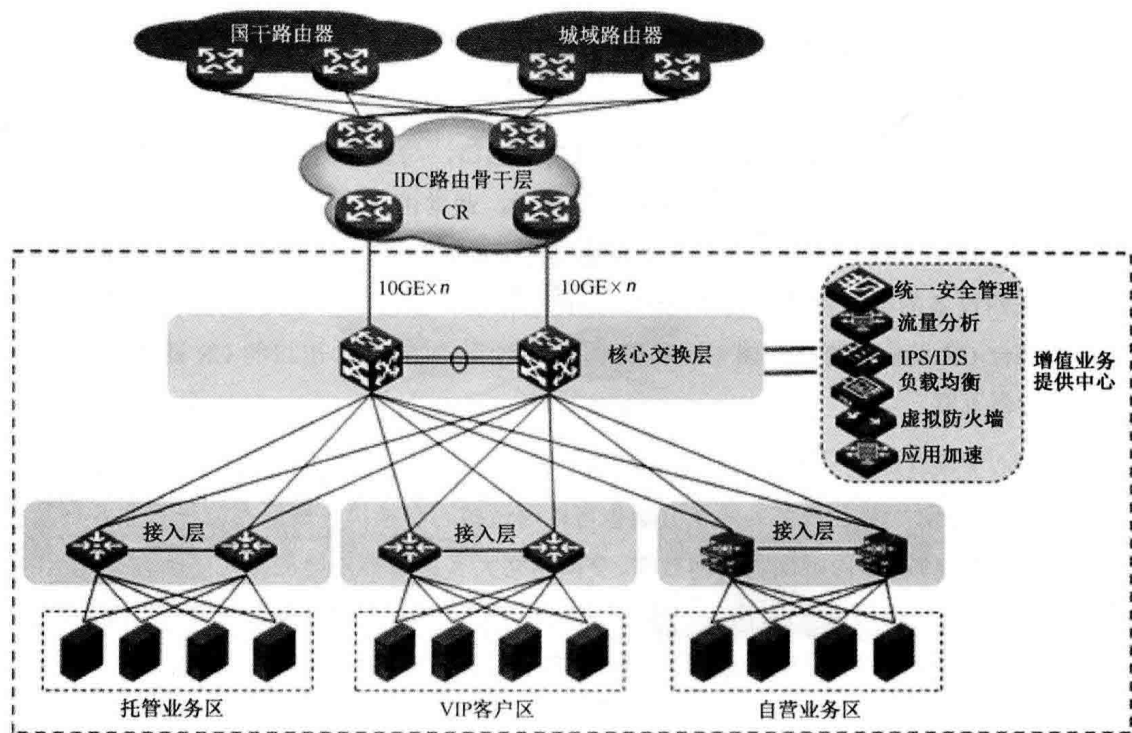 国干路由器
城域路由器
IDC路由骨干层
CR
10GE×n
10GE×n
核心交换层
统一安全管理
流量分析
IPS/IDS
负载均衡
虚拟防火墙
应用加速
增值业务
提供中心
接入层
接入层
接入层
托管业务区
VIP客户区
自营业务区